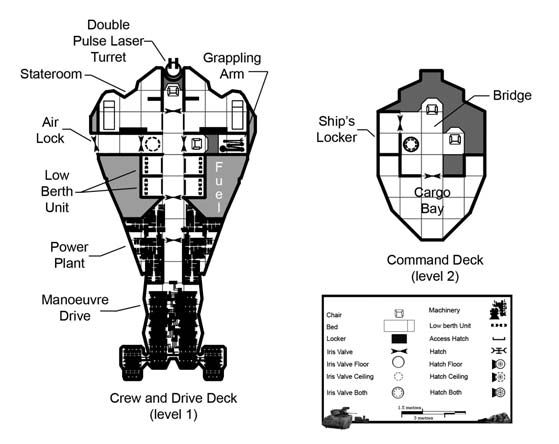 Double
Pulse Laser
Turret
Grappling
Arm
Stateroom
Air
Lock
Low
Berth
Unit
Fuel
Power
Plant
Manoeuvre
Drive
Crew and Drive Deck
(level 1)
Bridge
Ship's
Locker
Cargo
Bay
Command Deck
(level 2)
Chair
Machinery
Bed
Low berth Unit
Locker
Access Hatch
Iris Valve
Hatch
Iris Valve Floor
Hatch Floor
Iris Valve Ceiling
Hatch Ceiling
Iris Valve Both
Hatch Both
1.5 metres
3 metres